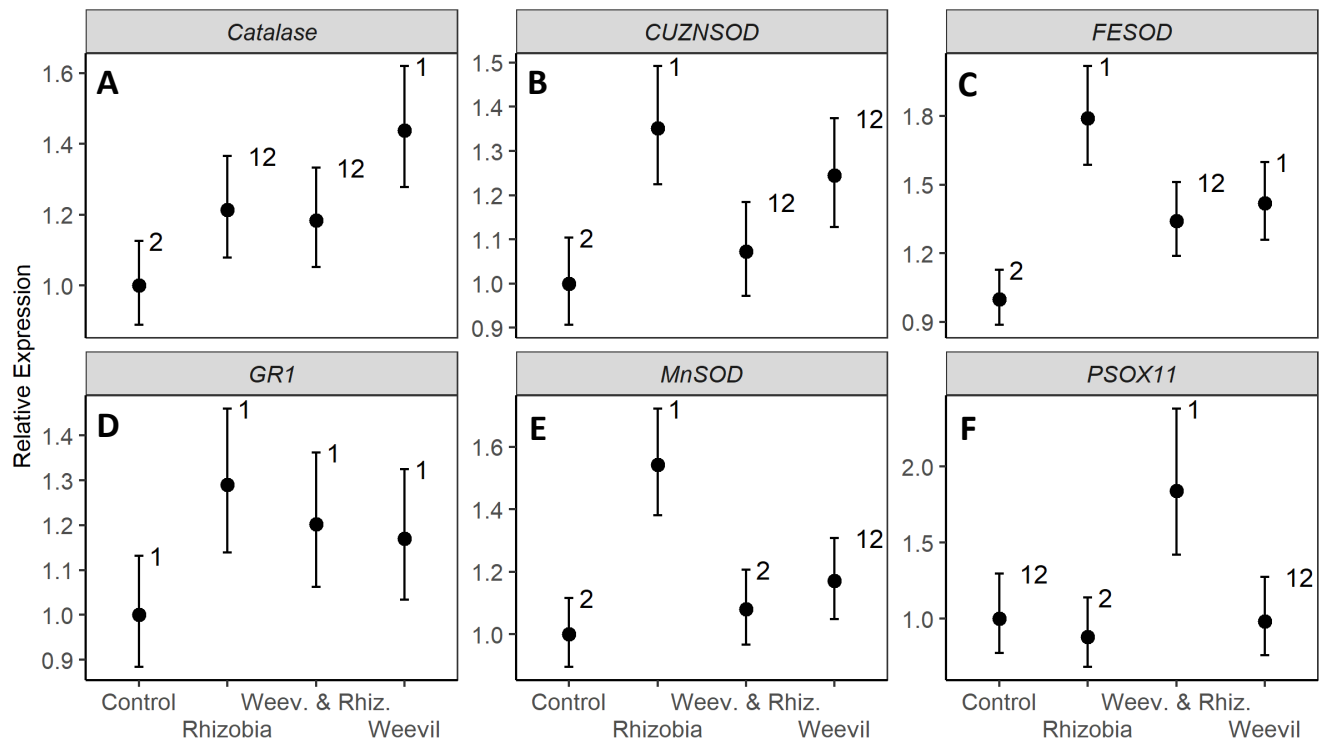 Catalase
CUZNSOD
FESOD
A
B
C
1.6
1.4
1.2
1.0
2
12
12
1
1.5
1.4
1.3
1.2
1.1
1.0
0.9
2
1
12
12
1.8
1.5
1.2
0.9
2
1
12
1
Relative Expression
GR1
MnSOD
PSOX11
D
E
F
1.4
1.3
1.2
1.1
1.0
0.9
1
1
1
1
1.6
1.4
1.2
1.0
2
1
2
12
2.0
1.5
1.0
12
2
1
12
Control Weev. & Rhiz.
Rhizobia Weevil
Control Weev. & Rhiz.
Rhizobia Weevil
Control Weev. & Rhiz.
Rhizobia Weevil